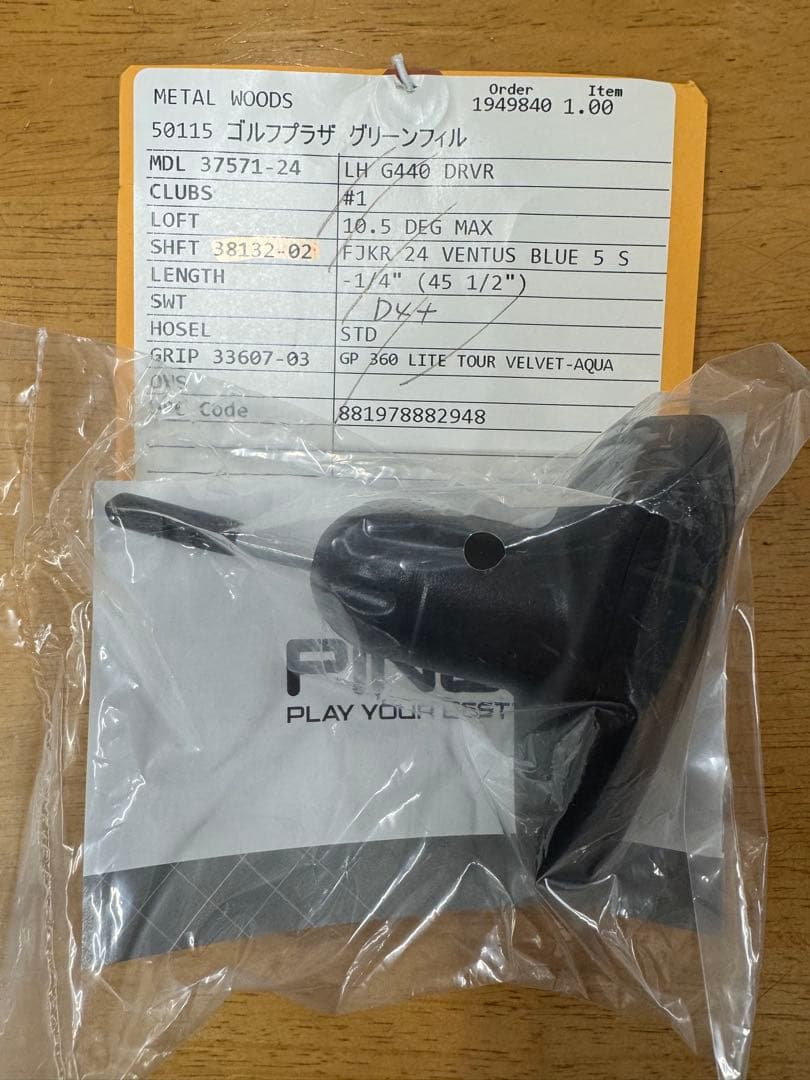 METAL WOODS
Order Item
1949840 1.00
50115 ゴルフプラザ グリーンフィル
MDL 37571-24 LH G440 DRVR
CLUBS #1
LOFT 10.5 DEG MAX
SHFT 38132-02 FJKR 24 VENTUS BLUE 5 S
LENGTH -1/4" (45 1/2")
SWT
HOSEL STD
GRIP 33607-03 GP 360 LITE TOUR VELVET-AQUA
Code 881978882948
PING
PLAY YOUR BEST